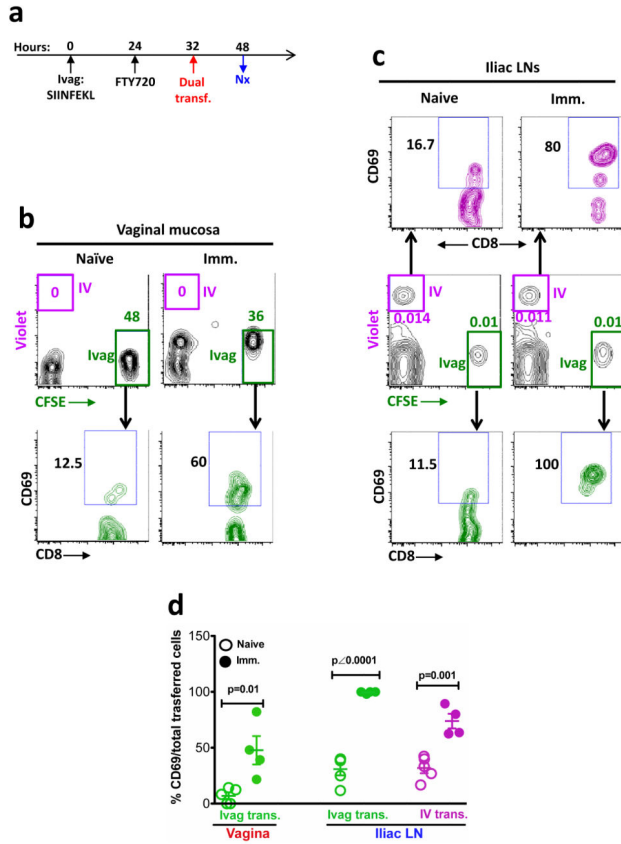 a
Hours: 0 24 32 48
Ivag: SIINFEKL
FTY720
Dual transf.
Nx
b
Vaginal mucosa
Naïve Imm.
0 IV 0 IV
48 36
Ivag Ivag
Violet
CFSE
12.5 60
CD69
CD8
c
Iliac LNs
Naive Imm.
16.7 80
CD69
CD8
IV IV
0.014 0.011
0.01 0.01
Ivag Ivag
Violet
CFSE
11.5 100
CD69
CD8
d
% CD69/total trasferred cells
150
100
50
0
Naive
Imm.
p=0.01
p∠0.0001
p=0.001
Ivag trans. Ivag trans. IV trans.
Vagina Iliac LN